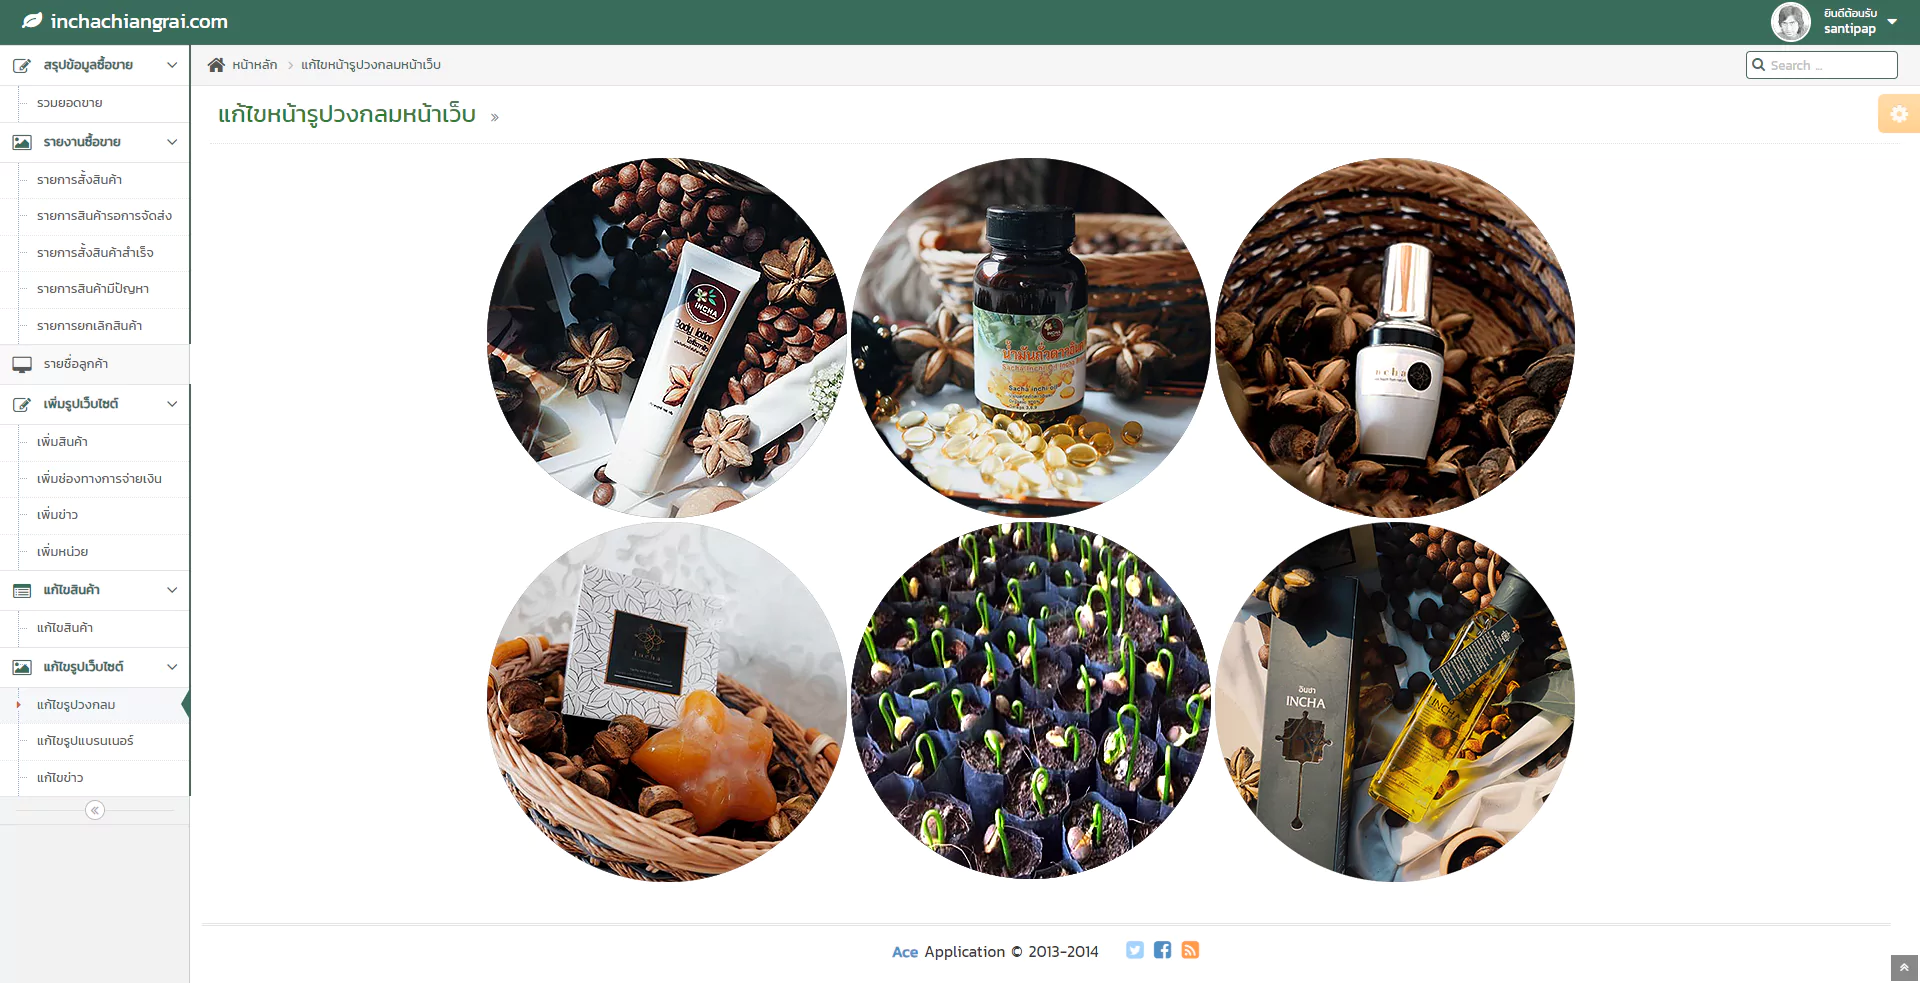 inchachiangrai.com
ยินดีต้อนรับ
santipap
สรุปข้อมูลซื้อขาย
รวมยอดขาย
รายงานซื้อขาย
รายการสั่งสินค้า
รายการสินค้ารอการจัดส่ง
รายการสั่งสินค้าสำเร็จ
รายการสินค้ามีปัญหา
รายการยกเลิกสินค้า
รายชื่อลูกค้า
เพิ่มรูปเว็บไซต์
เพิ่มสินค้า
เพิ่มช่องทางการจ่ายเงิน
เพิ่มข่าว
เพิ่มหน่วย
แก้ไขสินค้า
แก้ไขสินค้า
แก้ไขรูปเว็บไซต์
แก้ไขรูปวงกลม
แก้ไขรูปแบรนเนอร์
แก้ไขข่าว
หน้าหลัก
แก้ไขหน้ารูปวงกลมหน้าเว็บ
Search ...
แก้ไขหน้ารูปวงกลมหน้าเว็บ »
INCHA
Body lotion
INCHA
Sacha inchi oil
incha
อินชา
INCHA
INCHA
Ace Application © 2013-2014